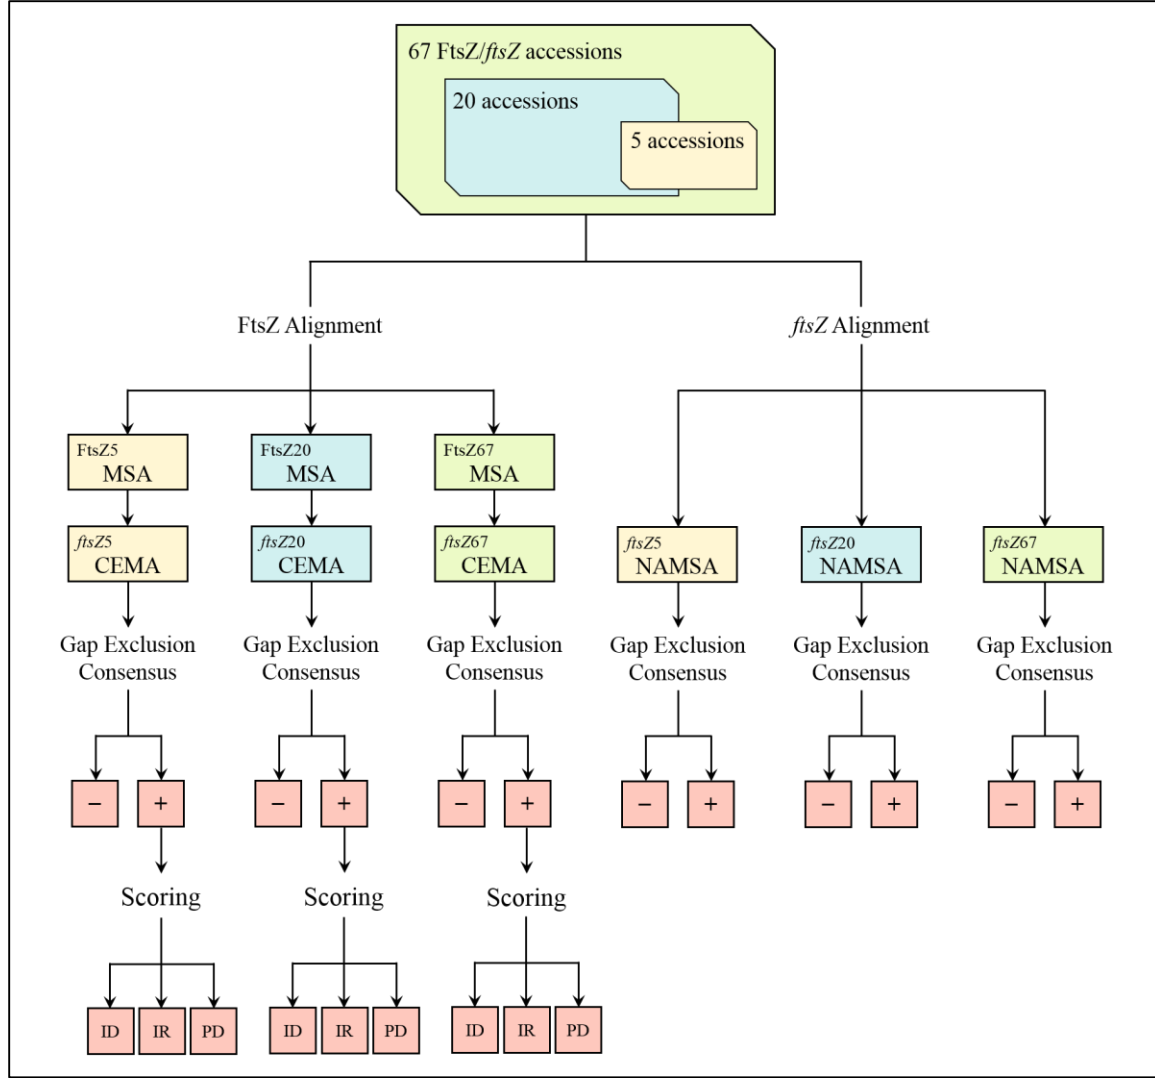 67 FtsZ/ftsZ accessions
20 accessions
5 accessions
FtsZ Alignment
ftsZ Alignment
FtsZ5
MSA
FtsZ20
MSA
FtsZ67
MSA
ftsZ5
CEMA
ftsZ20
CEMA
ftsZ67
CEMA
ftsZ5
NAMSA
ftsZ20
NAMSA
ftsZ67
NAMSA
Gap Exclusion
Consensus
Gap Exclusion
Consensus
Gap Exclusion
Consensus
Gap Exclusion
Consensus
Gap Exclusion
Consensus
Gap Exclusion
Consensus
−
+
−
+
−
+
−
+
−
+
−
+
Scoring
Scoring
Scoring
ID
IR
PD
ID
IR
PD
ID
IR
PD